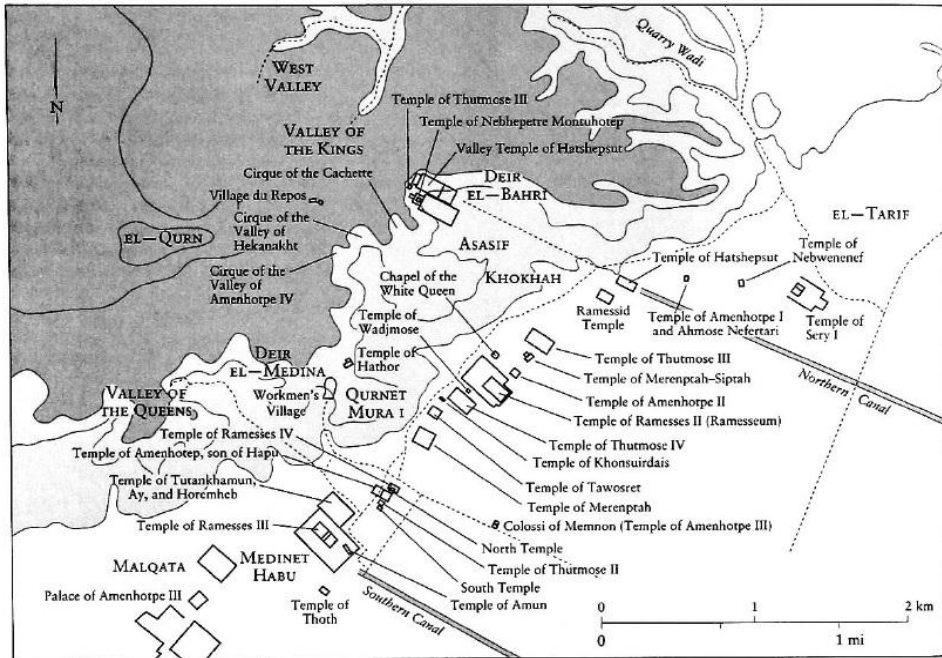 Quarry Wadi
WEST
VALLEY
N
Temple of Thutmose III
Temple of Nebhepetre Montuhotep
VALLEY OF
THE KINGS
Valley Temple of Hatshepsut
Cirque of the Cachette
DEIR
EL—BAHRI
Village du Repos
Cirque of the
Valley of
Hekanakht
EL—TARIF
EL—QURN
ASASIF
Temple of
Nebwenenef
Temple of Hatshepsut
Cirque of the
Valley of
Amenhotpe IV
Chapel of the
White Queen
KHOKHAH
Ramessid
Temple
Temple of Amenhotpe I
and Ahmose Nefertari
Temple of
Sery I
Temple of
Wadjmose
Temple of
Hathor
Temple of Thutmose III
DEIR
EL—MEDINA
Temple of Merenptah–Siptah
Northern Canal
VALLEY OF
THE QUEENS
Workmen's
Village
QURNET
MURA I
Temple of Amenhotpe II
Temple of Ramesses II (Ramesseum)
Temple of Ramesses IV
Temple of Thutmose IV
Temple of Amenhotep, son of Hapu
Temple of Khonsuirdais
Temple of Tutankhamun,
Ay, and Horemheb
Temple of Tawosret
Temple of Merenptah
Temple of Ramesses III
Colossi of Memnon (Temple of Amenhotpe III)
North Temple
MALQATA
MEDINET
HABU
Temple of Thutmose II
South Temple
Palace of Amenhotpe III
Temple of
Thoth
Southern Canal
Temple of Amun
0 1 2 km
0 1 mi